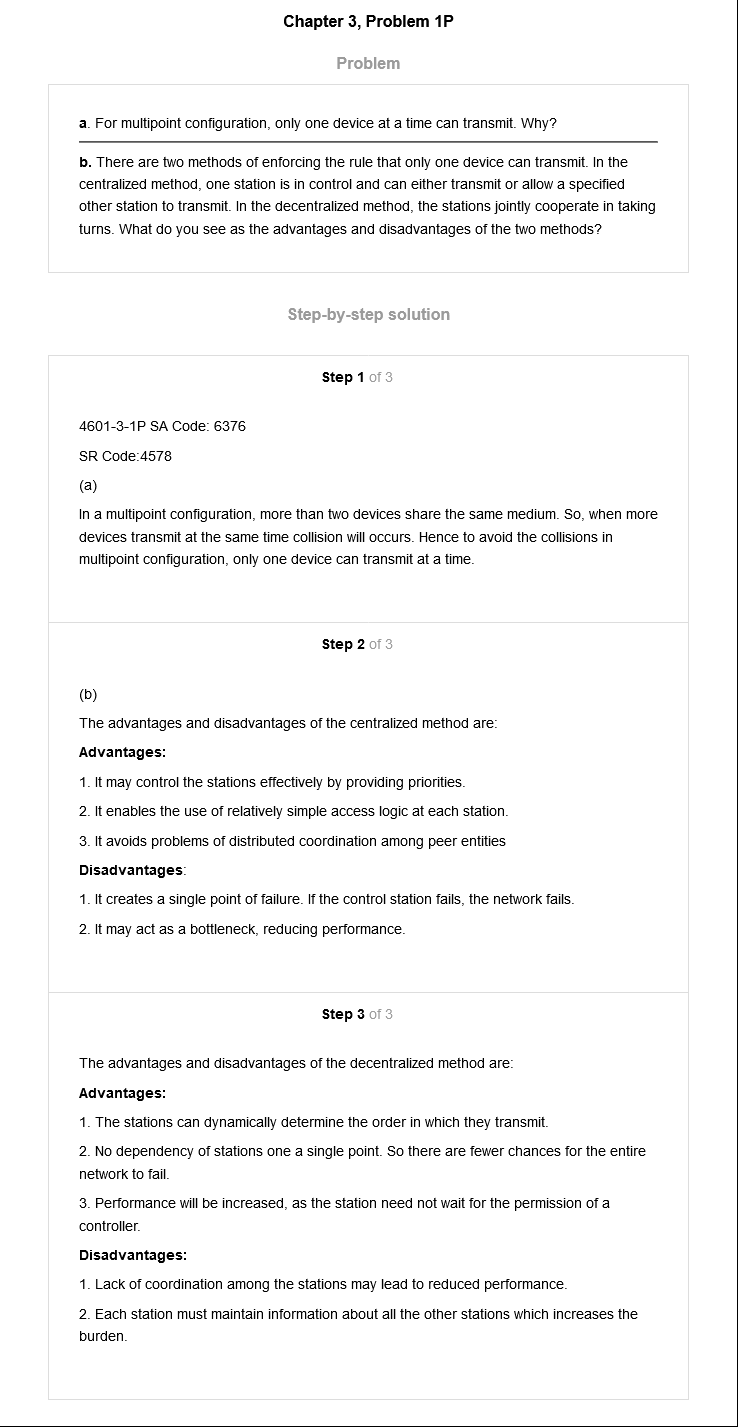 Chapter 3, Problem 1P
Problem
a. For multipoint configuration, only one device at a time can transmit. Why?
b. There are two methods of enforcing the rule that only one device can transmit. In the
centralized method, one station is in control and can either transmit or allow a specified
other station to transmit. In the decentralized method, the stations jointly cooperate in taking
turns. What do you see as the advantages and disadvantages of the two methods?
Step-by-step solution
Step 1 of 3
4601-3-1P SA Code: 6376
SR Code:4578
(a)
In a multipoint configuration, more than two devices share the same medium. So, when more
devices transmit at the same time collision will occurs. Hence to avoid the collisions in
multipoint configuration, only one device can transmit at a time.
Step 2 of 3
(b)
The advantages and disadvantages of the centralized method are:
Advantages:
1. It may control the stations effectively by providing priorities.
2. It enables the use of relatively simple access logic at each station.
3. It avoids problems of distributed coordination among peer entities
Disadvantages:
1. It creates a single point of failure. If the control station fails, the network fails.
2. It may act as a bottleneck, reducing performance.
Step 3 of 3
The advantages and disadvantages of the decentralized method are:
Advantages:
1. The stations can dynamically determine the order in which they transmit.
2. No dependency of stations one a single point. So there are fewer chances for the entire
network to fail.
3. Performance will be increased, as the station need not wait for the permission of a
controller.
Disadvantages:
1. Lack of coordination among the stations may lead to reduced performance.
2. Each station must maintain information about all the other stations which increases the
burden.